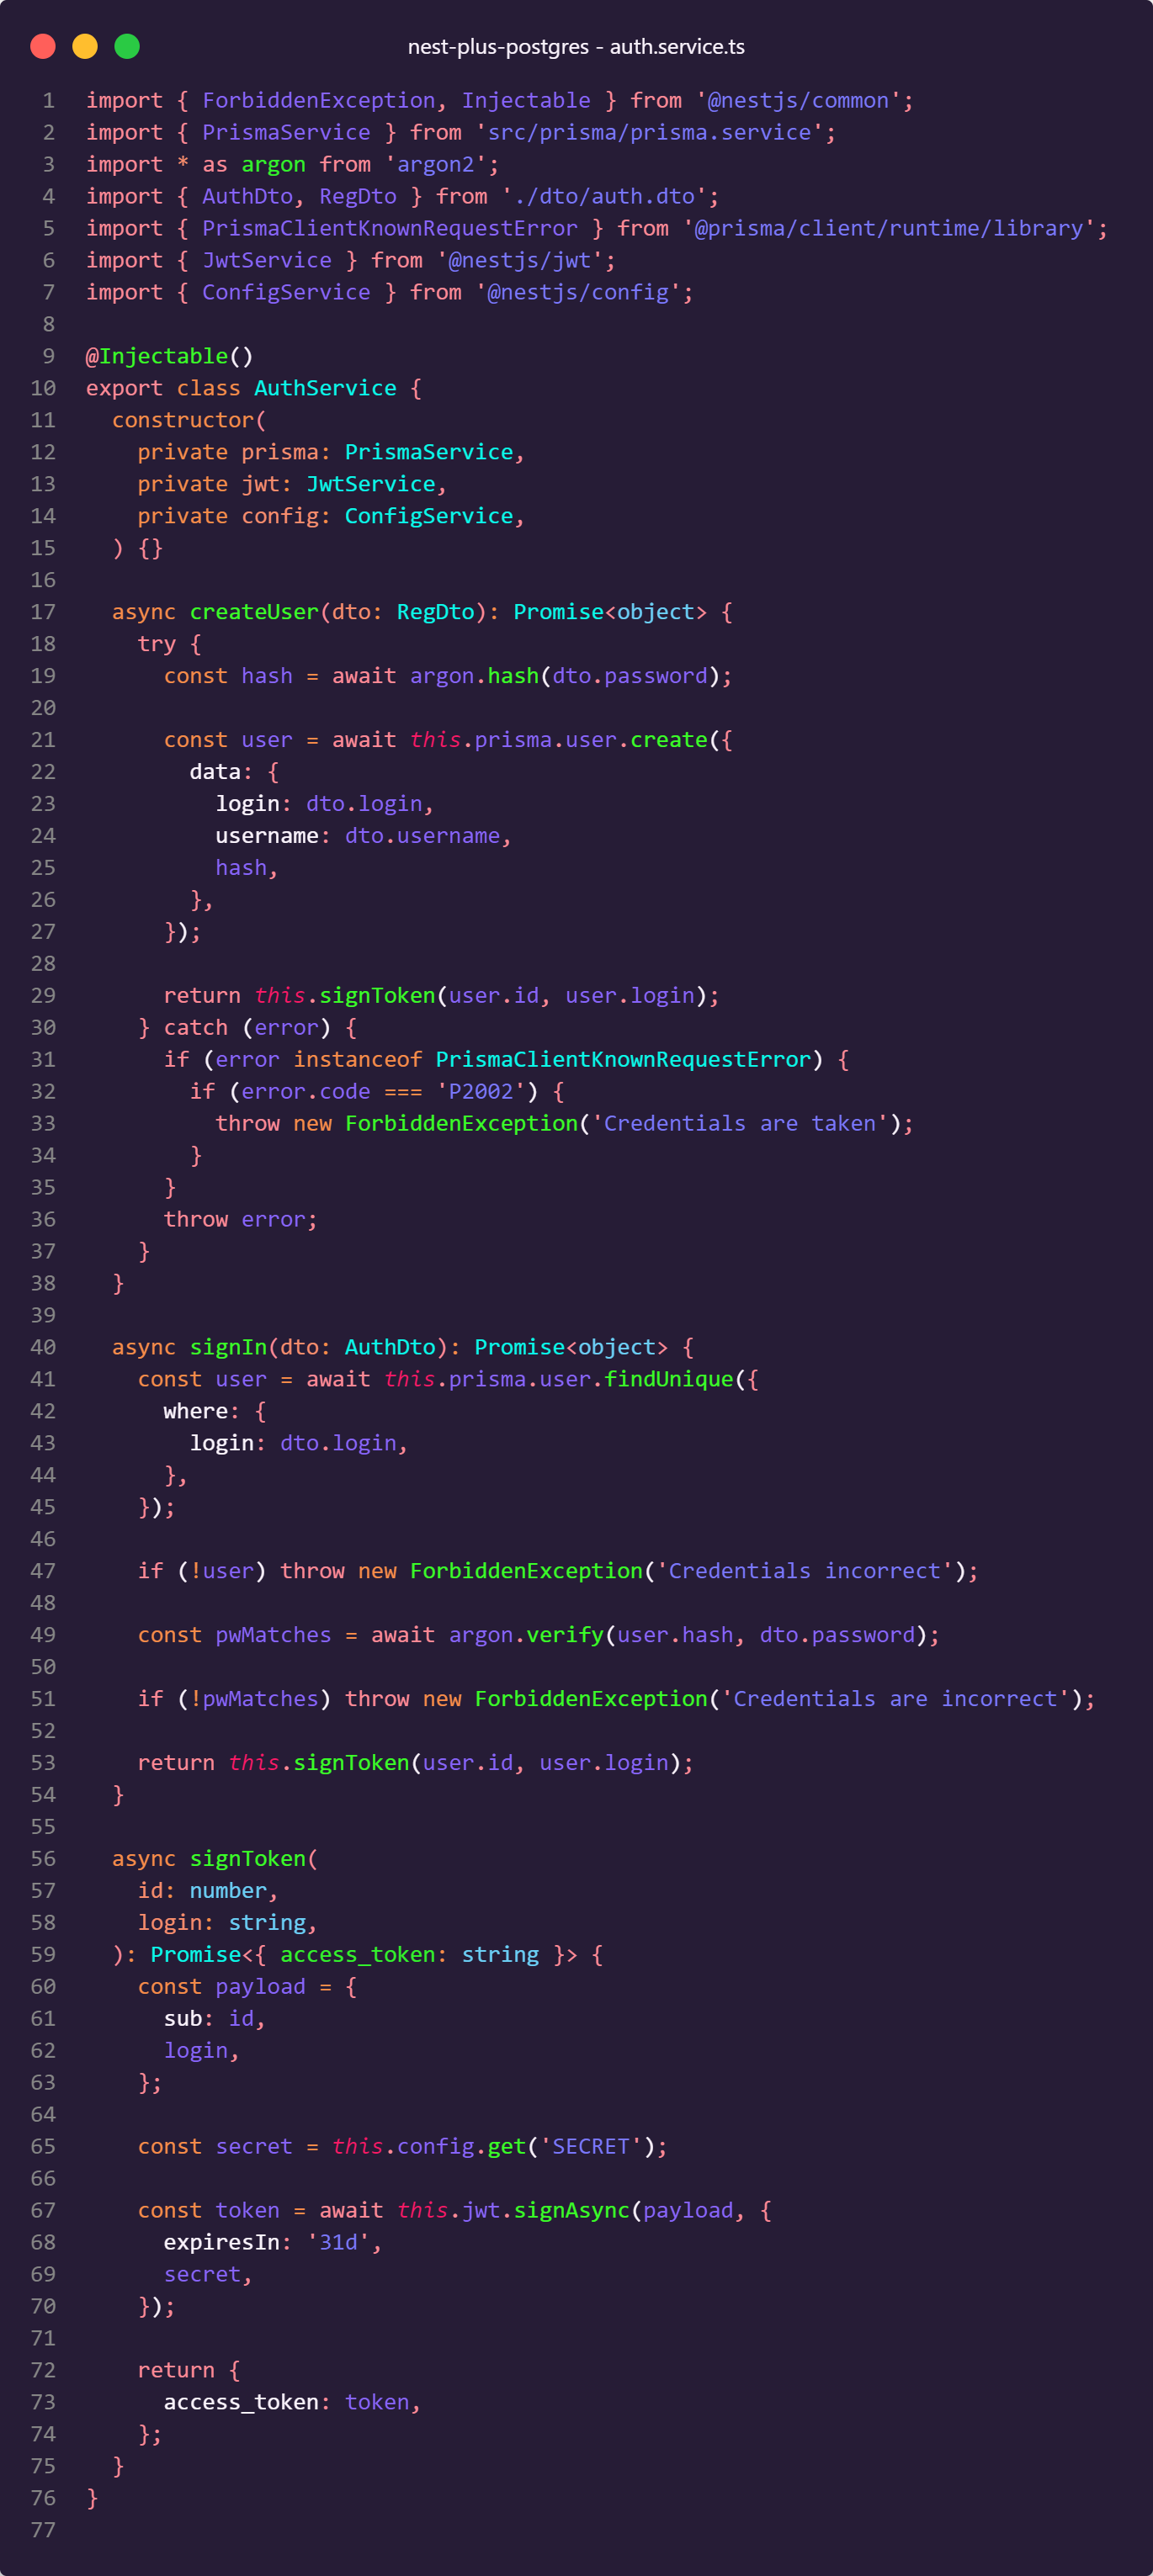 nest-plus-postgres - auth.service.ts
1 import { ForbiddenException, Injectable } from '@nestjs/common';
2 import { PrismaService } from 'src/prisma/prisma.service';
3 import * as argon from 'argon2';
4 import { AuthDto, RegDto } from './dto/auth.dto';
5 import { PrismaClientKnownRequestError } from '@prisma/client/runtime/library';
6 import { JwtService } from '@nestjs/jwt';
7 import { ConfigService } from '@nestjs/config';
8
9 @Injectable()
10 export class AuthService {
11   constructor(
12     private prisma: PrismaService,
13     private jwt: JwtService,
14     private config: ConfigService,
15   ) {}
16
17   async createUser(dto: RegDto): Promise<object> {
18     try {
19       const hash = await argon.hash(dto.password);
20
21       const user = await this.prisma.user.create({
22         data: {
23           login: dto.login,
24           username: dto.username,
25           hash,
26         },
27       });
28
29       return this.signToken(user.id, user.login);
30     } catch (error) {
31       if (error instanceof PrismaClientKnownRequestError) {
32         if (error.code === 'P2002') {
33           throw new ForbiddenException('Credentials are taken');
34         }
35       }
36       throw error;
37     }
38   }
39
40   async signIn(dto: AuthDto): Promise<object> {
41     const user = await this.prisma.user.findUnique({
42       where: {
43         login: dto.login,
44       },
45     });
46
47     if (!user) throw new ForbiddenException('Credentials incorrect');
48
49     const pwMatches = await argon.verify(user.hash, dto.password);
50
51     if (!pwMatches) throw new ForbiddenException('Credentials are incorrect');
52
53     return this.signToken(user.id, user.login);
54   }
55
56   async signToken(
57     id: number,
58     login: string,
59   ): Promise<{ access_token: string }> {
60     const payload = {
61       sub: id,
62       login,
63     };
64
65     const secret = this.config.get('SECRET');
66
67     const token = await this.jwt.signAsync(payload, {
68       expiresIn: '31d',
69       secret,
70     });
71
72     return {
73       access_token: token,
74     };
75   }
76 }
77